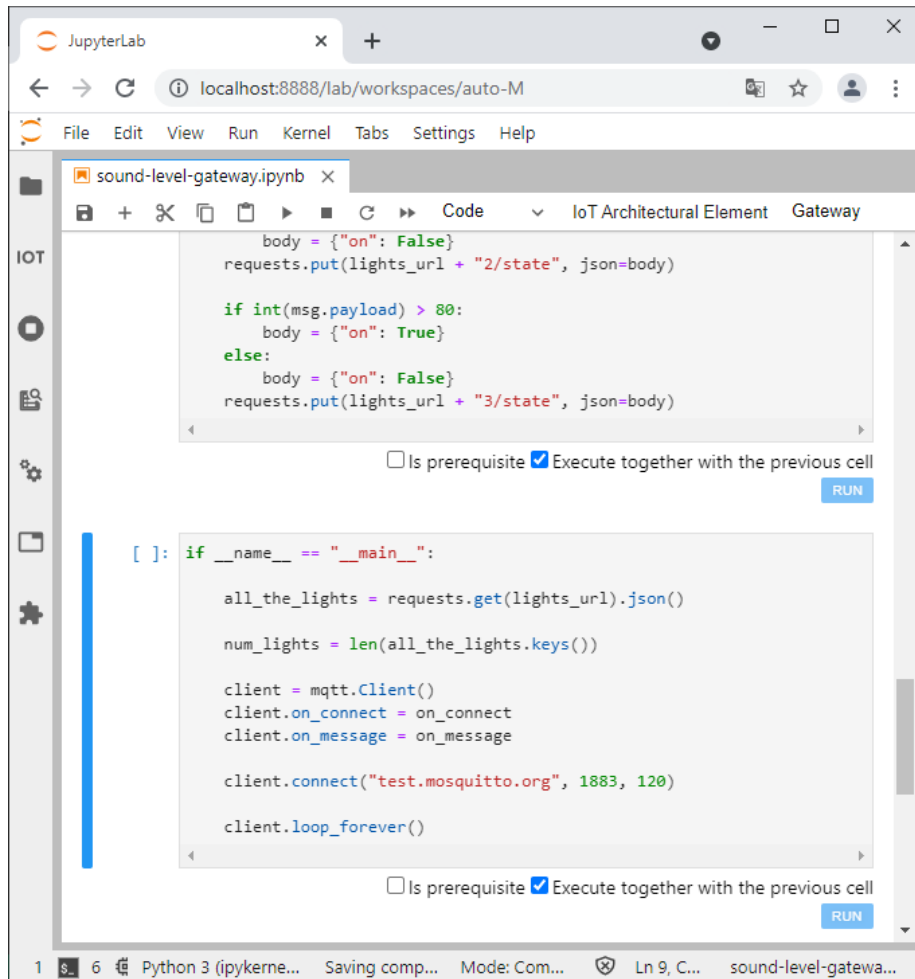 JupyterLab
localhost:8888/lab/workspaces/auto-M
File Edit View Run Kernel Tabs Settings Help
sound-level-gateway.ipynb
Code IoT Architectural Element Gateway
IOT
body = {"on": False}
requests.put(lights_url + "2/state", json=body)
if int(msg.payload) > 80:
body = {"on": True}
else:
body = {"on": False}
requests.put(lights_url + "3/state", json=body)
Is prerequisite Execute together with the previous cell
RUN
[ ]: if __name__ == "__main__":
all_the_lights = requests.get(lights_url).json()
num_lights = len(all_the_lights.keys())
client = mqtt.Client()
client.on_connect = on_connect
client.on_message = on_message
client.connect("test.mosquitto.org", 1883, 120)
client.loop_forever()
Is prerequisite Execute together with the previous cell
RUN
1 $_ 6 Python 3 (ipykerne... Saving comp... Mode: Com... Ln 9, C... sound-level-gatewa...